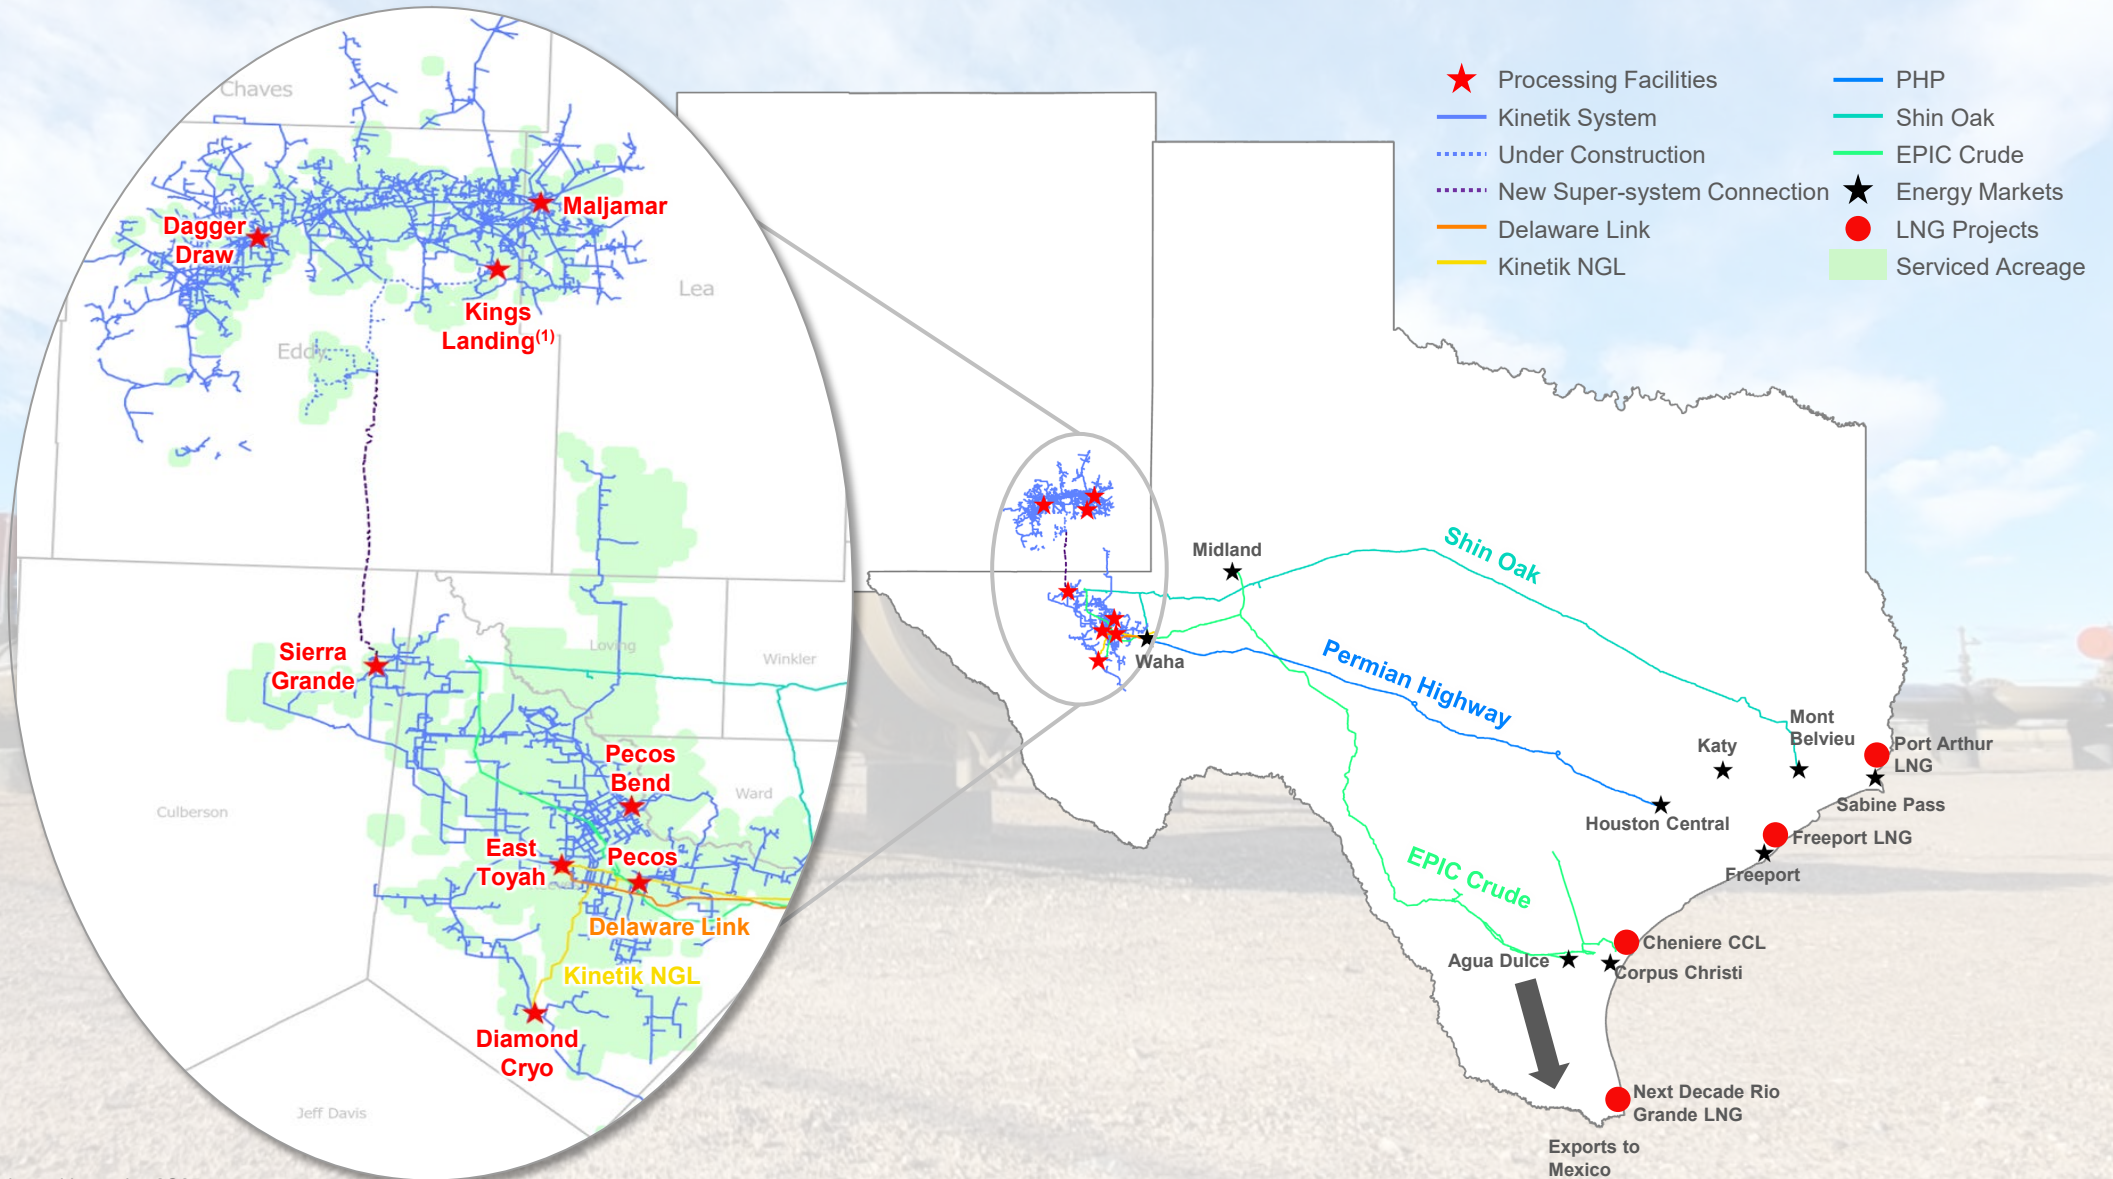 Processing Facilities
Kinetik System
Under Construction
New Super-system Connection
Delaware Link
Kinetik NGL
PHP
Shin Oak
EPIC Crude
Energy Markets
LNG Projects
Serviced Acreage
Chaves
Maljamar
Dagger
Draw
Lea
Kings
Landing(1)
Eddy
Sierra
Grande
Loving
Winkler
Pecos
Bend
Ward
Culberson
East
Toyah
Pecos
Delaware Link
Kinetik NGL
Diamond
Cryo
Jeff Davis
Midland
Waha
Shin Oak
Permian Highway
EPIC Crude
Mont
Belvieu
Katy
Port Arthur
LNG
Sabine Pass
Houston Central
Freeport LNG
Freeport
Cheniere CCL
Agua Dulce
Corpus Christi
Next Decade Rio
Grande LNG
Exports to
Mexico